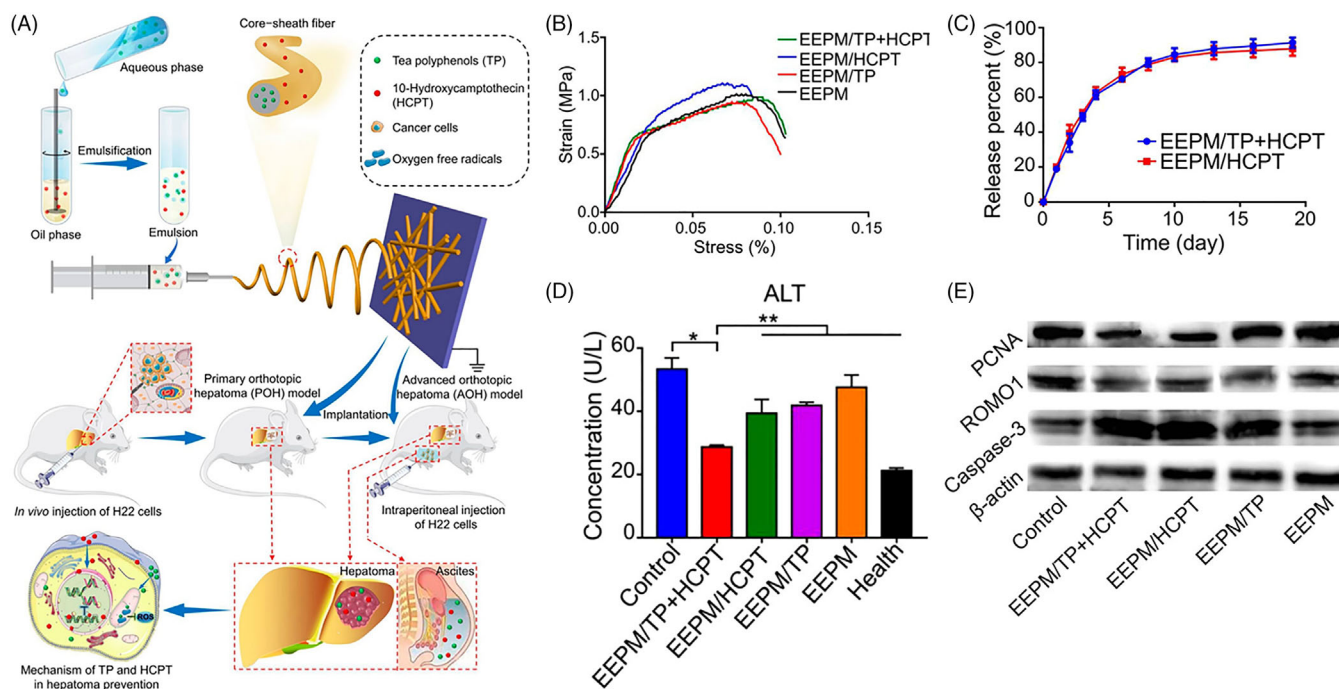 (A)
Aqueous phase
Emulsification
Oil phase
Emulsion
Core–sheath fiber
Tea polyphenols (TP)
10-Hydroxycamptothecin
(HCPT)
Cancer cells
Oxygen free radicals
Primary orthotopic
hepatoma (POH) model
Advanced orthotopic
hepatoma (AOH) model
Implantation
In vivo injection of H22 cells
Intraperitoneal injection
of H22 cells
Hepatoma
Ascites
ROS
Mechanism of TP and HCPT
in hepatoma prevention
(B)
Strain (MPa)
1.5
1.0
0.5
0.0
0.00
0.05
0.10
0.15
Stress (%)
EEPM/TP+HCPT
EEPM/HCPT
EEPM/TP
EEPM
(C)
Release percent (%)
100
80
60
40
20
0
0
5
10
15
20
Time (day)
EEPM/TP+HCPT
EEPM/HCPT
(D)
ALT
**
*
Concentration (U/L)
60
40
20
0
Control
EEPM/TP+HCPT
EEPM/HCPT
EEPM/TP
EEPM
Health
(E)
PCNA
ROMO1
Caspase-3
β-actin
Control
EEPM/TP+HCPT
EEPM/HCPT
EEPM/TP
EEPM